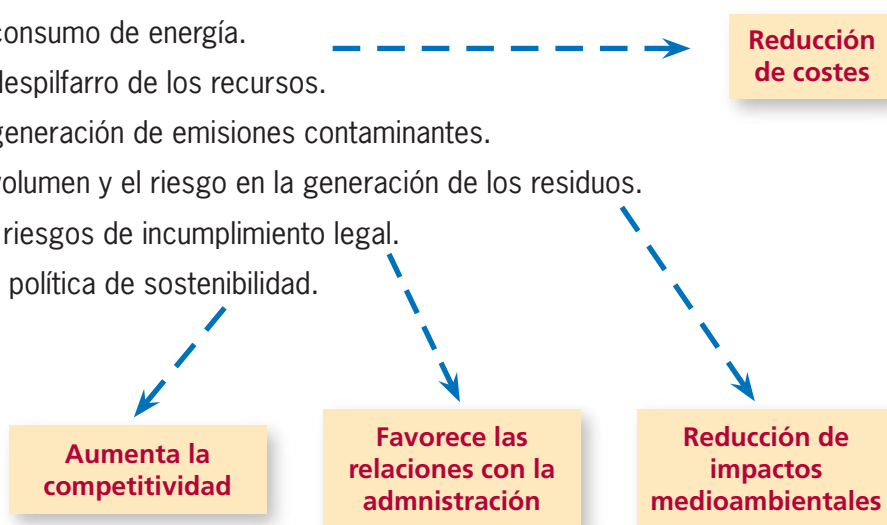 consumo de energía.
Reducción
de costes
despilfarro de los recursos.
generación de emisiones contaminantes.
volumen y el riesgo en la generación de los residuos.
riesgos de incumplimiento legal.
política de sostenibilidad.
Aumenta la
competitividad
Favorece las
relaciones con la
admnistración
Reducción de
impactos
medioambientales